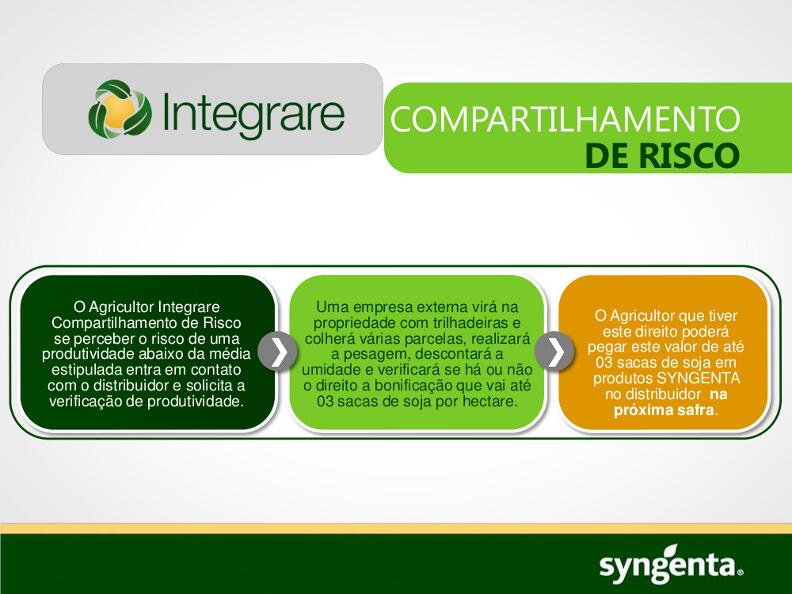 Integrare
COMPARTILHAMENTO
DE RISCO
O Agricultor Integrare
Compartilhamento de Risco
se perceber o risco de uma
produtividade abaixo da média
estipulada entra em contato
com o distribuidor e solicita a
verificação de produtividade.
Uma empresa externa virá na
propriedade com trilhadeiras e
colherá várias parcelas, realizará
a pesagem, descontará a
umidade e verificará se há ou não
o direito a bonificação que vai até
03 sacas de soja por hectare.
O Agricultor que tiver
este direito poderá
pegar este valor de até
03 sacas de soja em
produtos SYNGENTA
no distribuidor na
próxima safra.
syngenta®